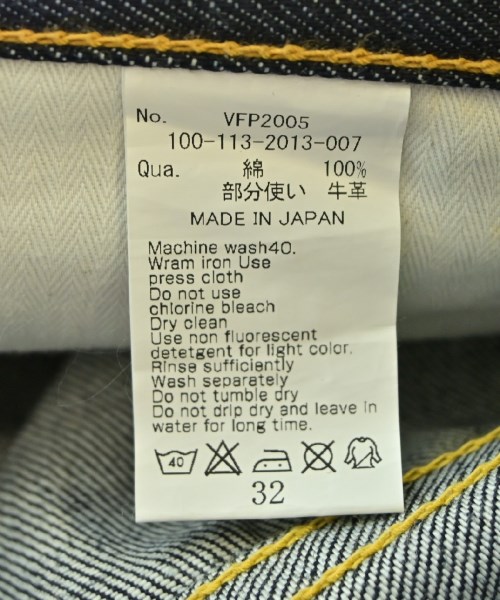 No. VFP2005
100-113-2013-007
Qua. 綿 100%
部分使い 牛革
MADE IN JAPAN
Machine wash40.
Wram iron Use
press cloth
Do not use
chlorine bleach
Dry clean
Use non fluorescent
detetgent for light color.
Rinse sufficiently
Wash separately
Do not tumble dry
Do not drip dry and leave in
water for long time.
40
32